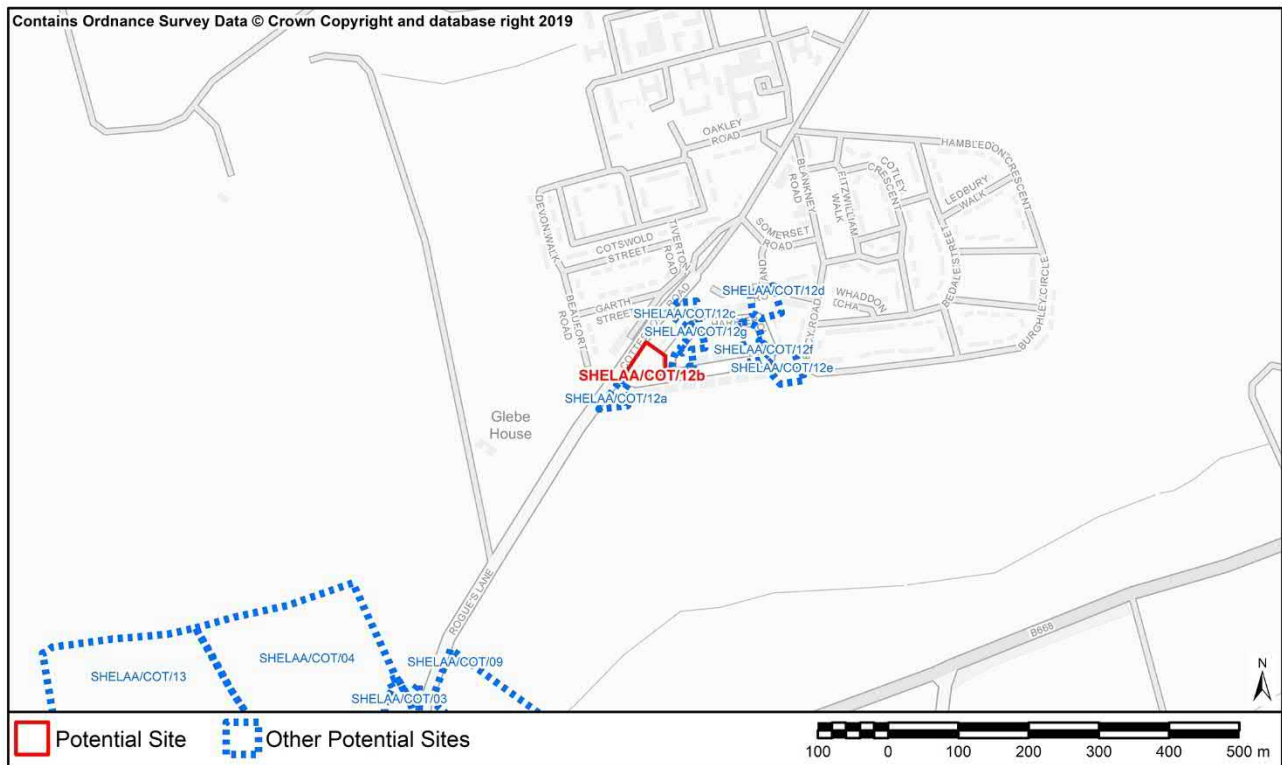 Contains Ordnance Survey Data © Crown Copyright and database right 2019
OAKLEY
ROAD
HAMBLEDON CRESCENT
BLANKNEY
ROAD
FITZWILLIAM
WALK
COTLEY
CRESCENT
LEDBURY
WALK
DEVON WALK
TIVERTON
ROAD
COTSWOLD
STREET
SOMERSET
ROAD
BEDALE STREET
BURGHLEY CIRCLE
BEAUFORT
ROAD
GARTH
STREET
ROAD
WHADDON
SHELAA/COT/12d
SHELAA/COT/12c
SHELAA/COT/12g
SHELAA/COT/12f
SHELAA/COT/12e
SHELAA/COT/12b
SHELAA/COT/12a
Glebe
House
ROGUE'S LANE
B668
SHELAA/COT/13
SHELAA/COT/04
SHELAA/COT/09
SHELAA/COT/03
N
Potential Site
Other Potential Sites
100 0 100 200 300 400 500 m